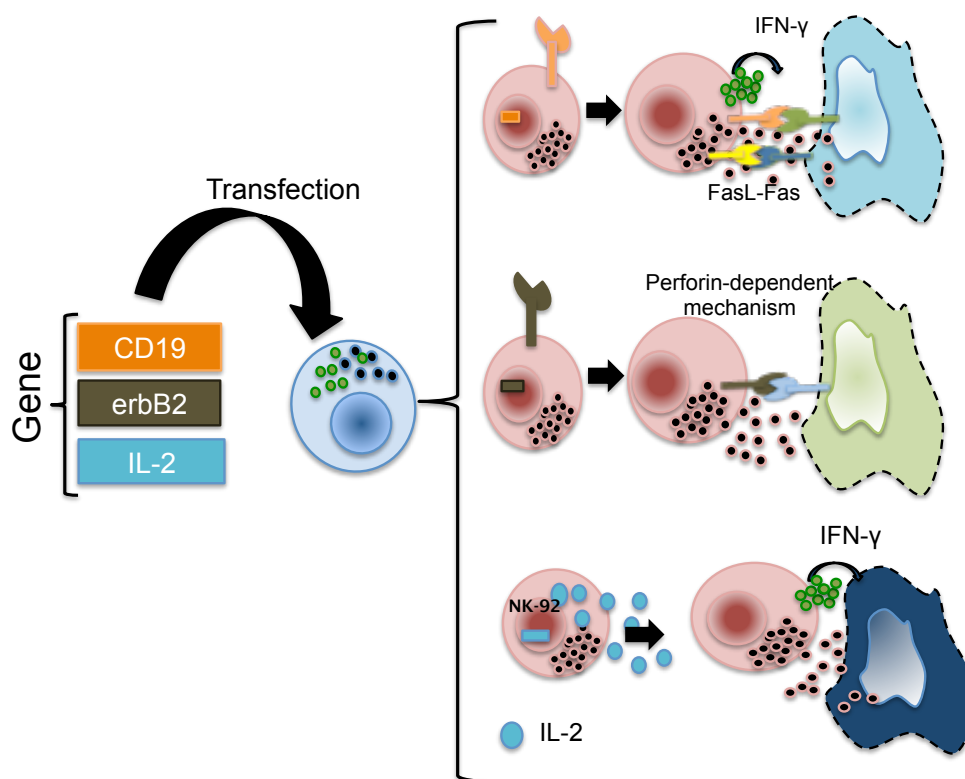 Transfection
Gene
CD19
erbB2
IL-2
IFN-γ
FasL-Fas
Perforin-dependent
mechanism
IFN-γ
NK-92
IL-2